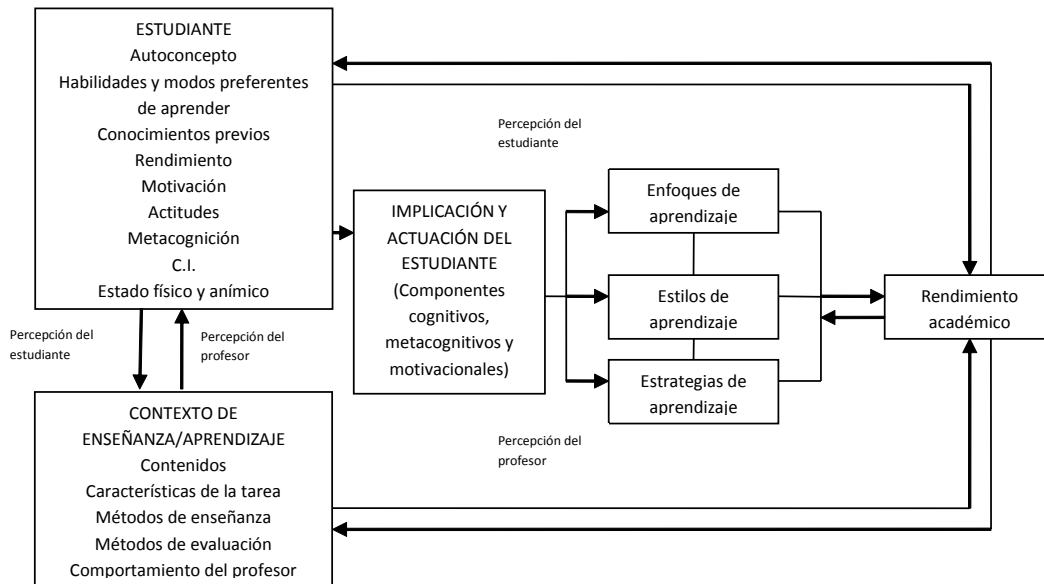 ESTUDIANTE
Autoconcepto
Habilidades y modos preferentes
de aprender
Conocimientos previos
Rendimiento
Motivación
Actitudes
Metacognición
C.I.
Estado físico y anímico
Percepción del
estudiante
Percepción del
profesor
CONTEXTO DE
ENSEÑANZA/APRENDIZAJE
Contenidos
Características de la tarea
Métodos de enseñanza
Métodos de evaluación
Comportamiento del profesor
IMPLICACIÓN Y
ACTUACIÓN DEL
ESTUDIANTE
(Componentes
cognitivos,
metacognitivos y
motivacionales)
Percepción del
estudiante
Enfoques de
aprendizaje
Estilos de
aprendizaje
Estrategias de
aprendizaje
Percepción del
profesor
Rendimiento
académico